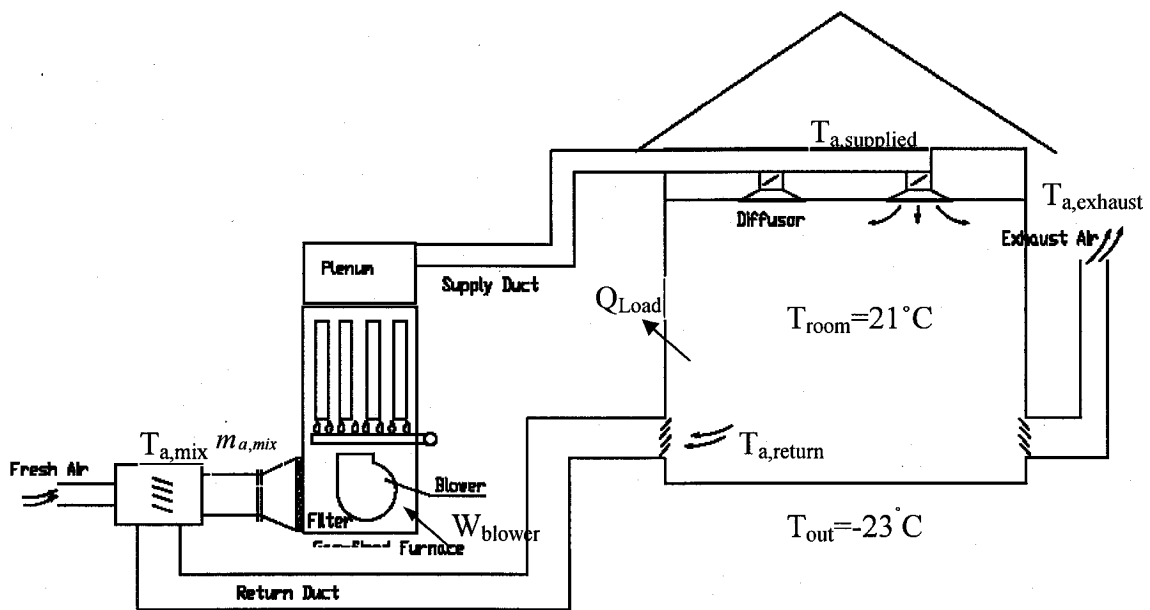 T_a,supplied
T_a,exhaust
Diffusor
Exhaust Air
Plenum
Supply Duct
Q_Load
T_room=21°C
T_a,mix m_a,mix
T_a,return
Fresh Air
Blower
Filter
W_blower
Furnace
T_out=-23°C
Return Duct